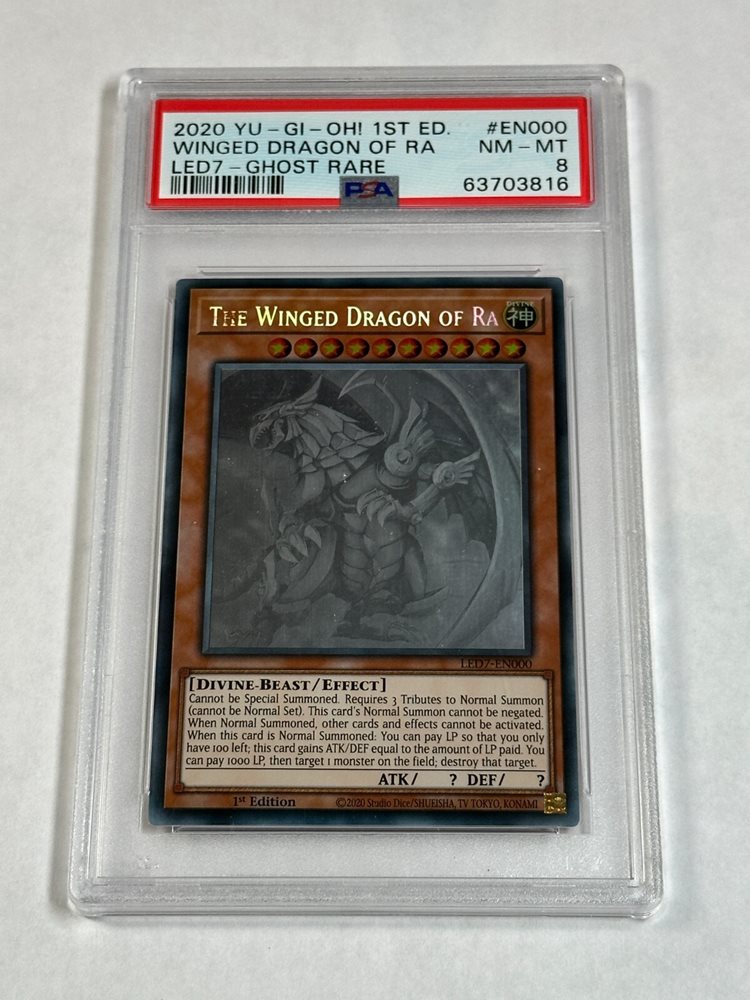 2020 YU-GI-OH! 1ST ED. #EN000
WINGED DRAGON OF RA NM-MT
LED7-GHOST RARE 8
PSA 63703816
THE WINGED DRAGON OF RA
DIVINE
神
LED7-EN000
[DIVINE-BEAST/EFFECT]
Cannot be Special Summoned. Requires 3 Tributes to Normal Summon
(cannot be Normal Set). This card's Normal Summon cannot be negated.
When Normal Summoned, other cards and effects cannot be activated.
When this card is Normal Summoned: You can pay LP so that you only
have 100 left; this card gains ATK/DEF equal to the amount of LP paid. You
can pay 1000 LP, then target 1 monster on the field; destroy that target.
ATK/ ? DEF/ ?
1st Edition ©2020 Studio Dice/SHUEISHA, TV TOKYO, KONAMI